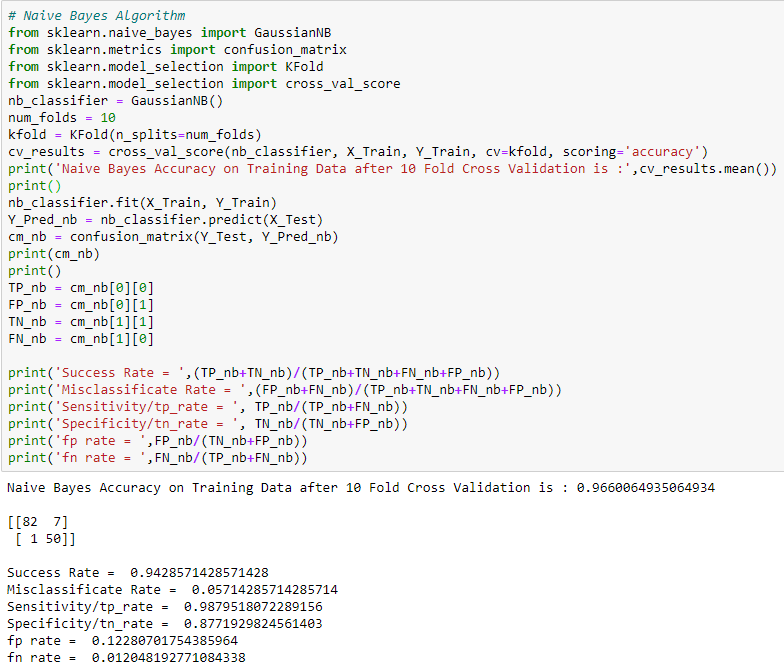 # Naive Bayes Algorithm
from sklearn.naive_bayes import GaussianNB
from sklearn.metrics import confusion_matrix
from sklearn.model_selection import KFold
from sklearn.model_selection import cross_val_score
nb_classifier = GaussianNB()
num_folds = 10
kfold = KFold(n_splits=num_folds)
cv_results = cross_val_score(nb_classifier, X_Train, Y_Train, cv=kfold, scoring='accuracy')
print('Naive Bayes Accuracy on Training Data after 10 Fold Cross Validation is :',cv_results.mean())
print()
nb_classifier.fit(X_Train, Y_Train)
Y_Pred_nb = nb_classifier.predict(X_Test)
cm_nb = confusion_matrix(Y_Test, Y_Pred_nb)
print(cm_nb)
print()
TP_nb = cm_nb[0][0]
FP_nb = cm_nb[0][1]
TN_nb = cm_nb[1][1]
FN_nb = cm_nb[1][0]

print('Success Rate = ',(TP_nb+TN_nb)/(TP_nb+TN_nb+FN_nb+FP_nb))
print('Misclassificate Rate = ',(FP_nb+FN_nb)/(TP_nb+TN_nb+FN_nb+FP_nb))
print('Sensitivity/tp_rate = ', TP_nb/(TP_nb+FN_nb))
print('Specificity/tn_rate = ', TN_nb/(TN_nb+FP_nb))
print('fp rate = ',FP_nb/(TN_nb+FP_nb))
print('fn rate = ',FN_nb/(TP_nb+FN_nb))
Naive Bayes Accuracy on Training Data after 10 Fold Cross Validation is : 0.9660064935064934

[[82  7]
 [ 1 50]]

Success Rate =  0.9428571428571428
Misclassificate Rate =  0.05714285714285714
Sensitivity/tp_rate =  0.9879518072289156
Specificity/tn_rate =  0.8771929824561403
fp rate =  0.12280701754385964
fn rate =  0.012048192771084338